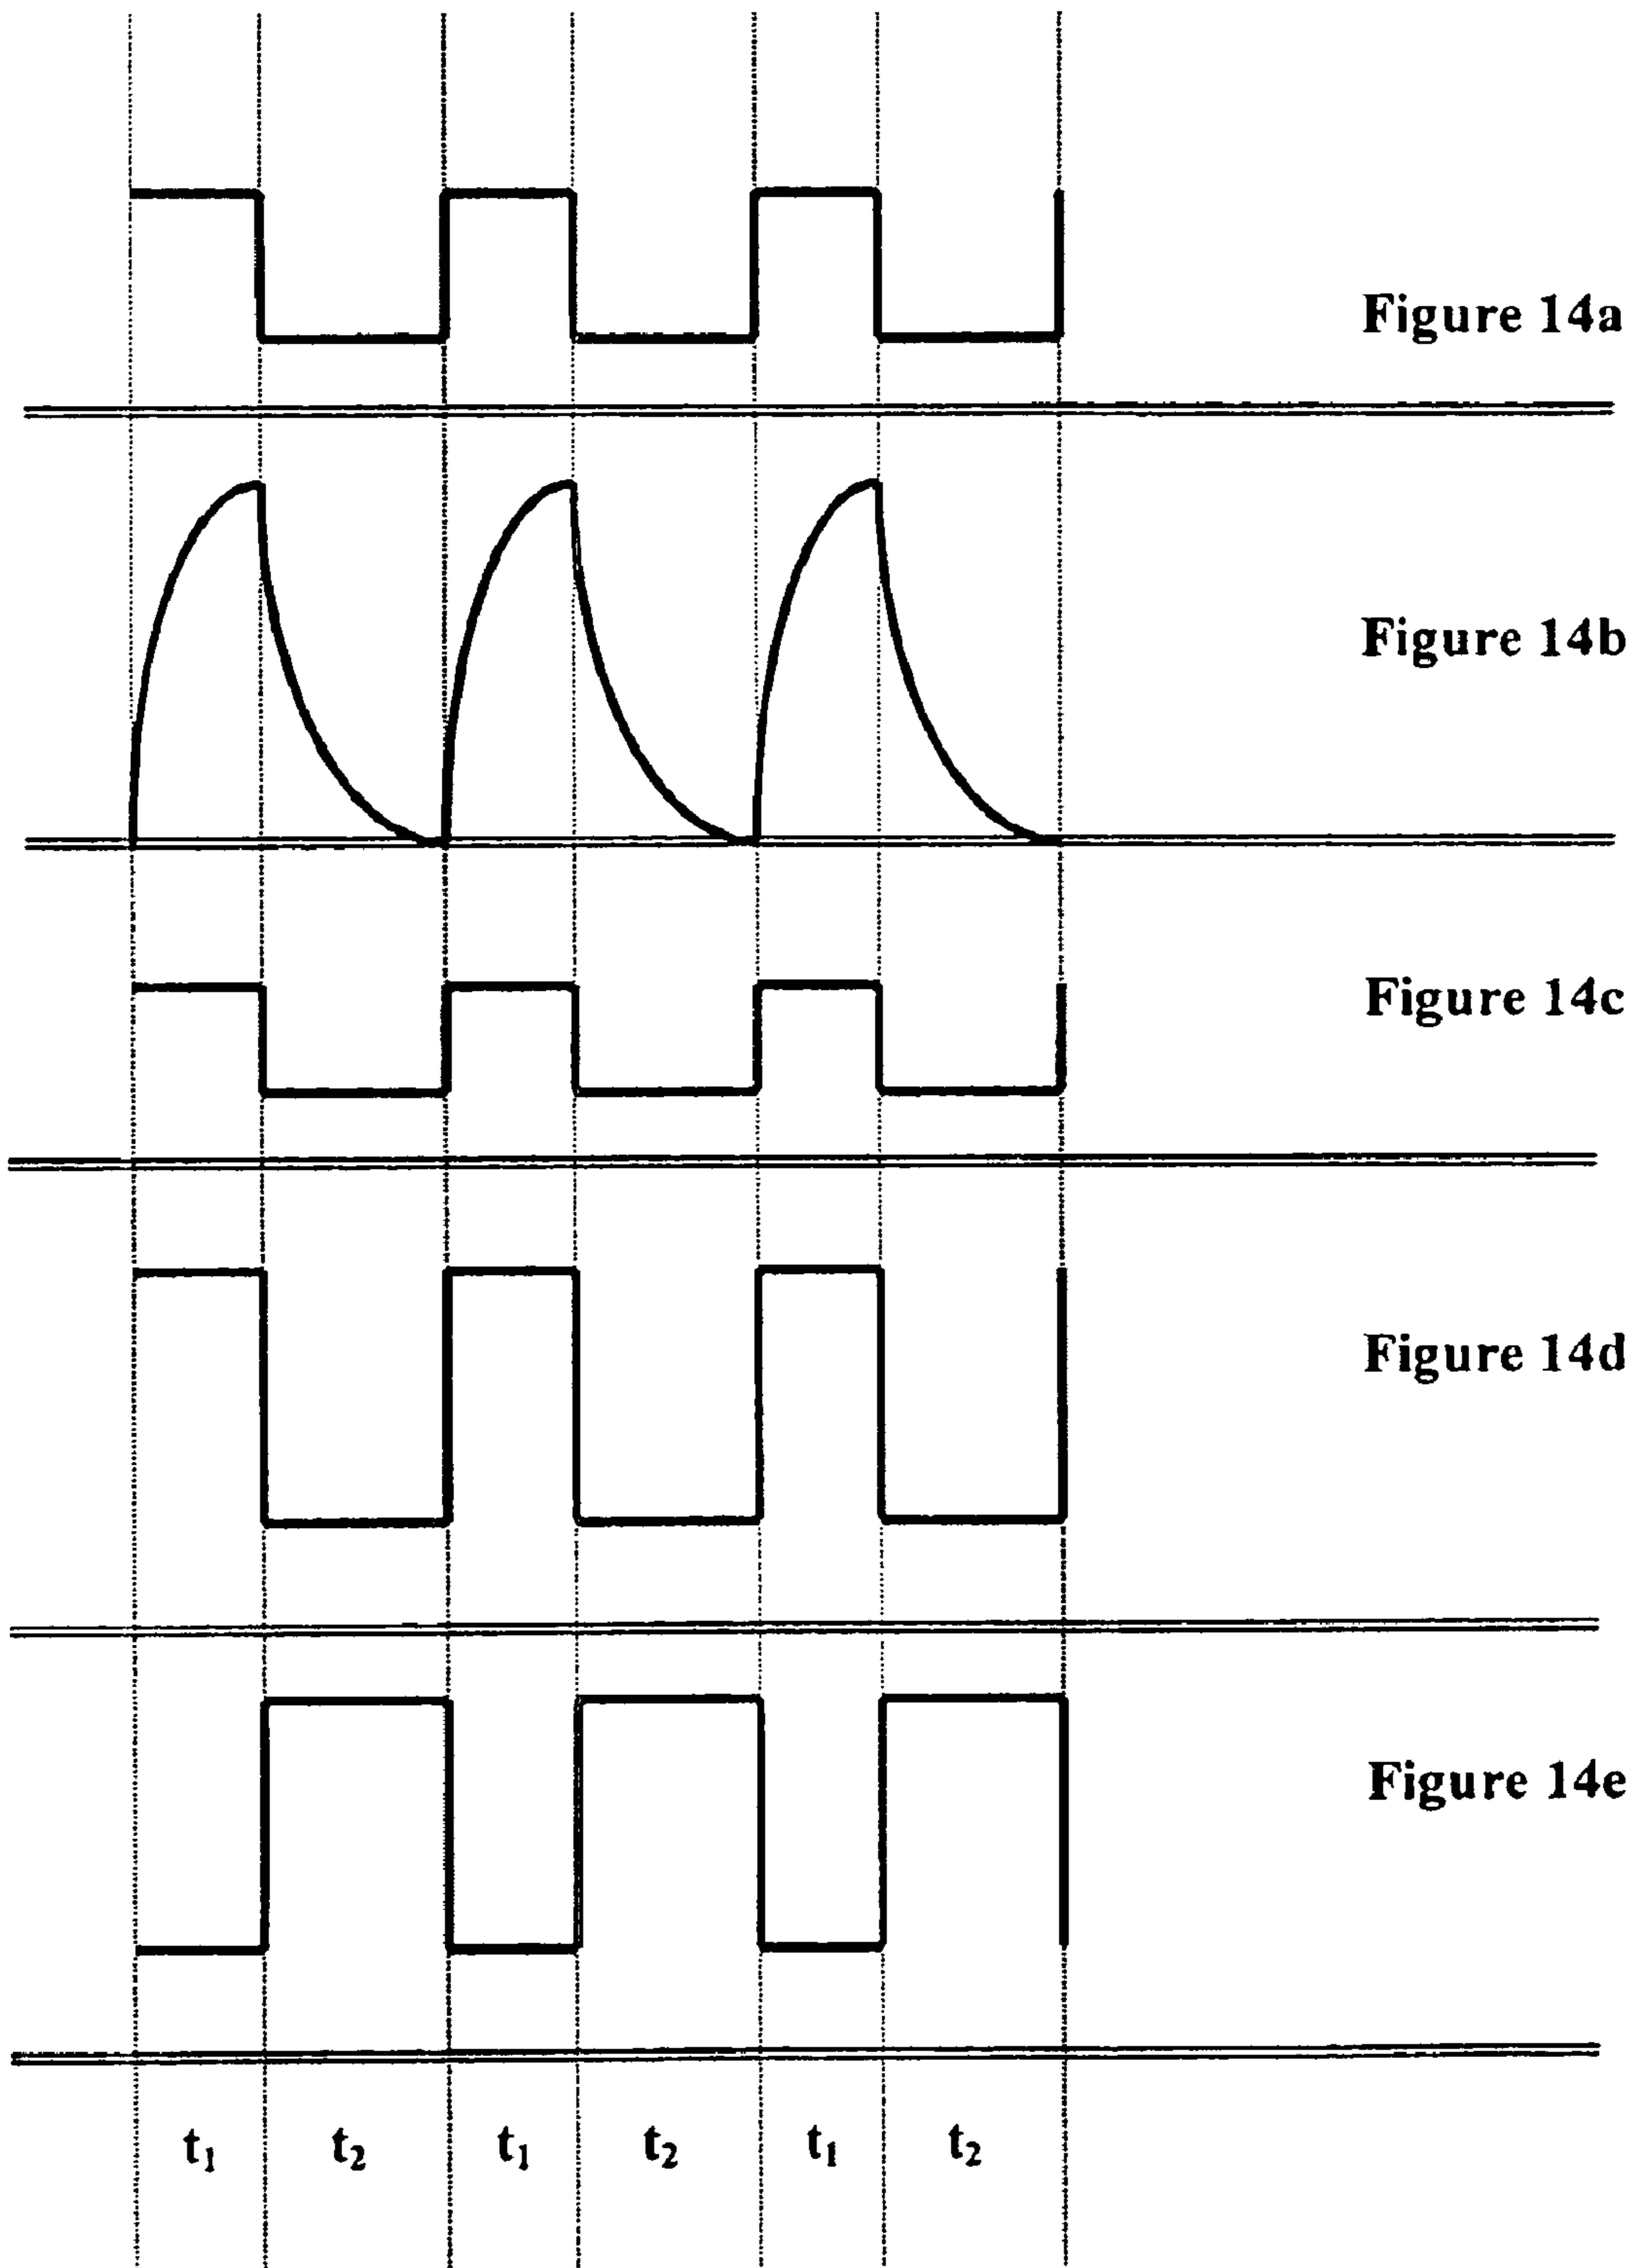 Figure 14a
Figure 14b
Figure 14c
Figure 14d
Figure 14e
t₁ t₂ t₁ t₂ t₁ t₂